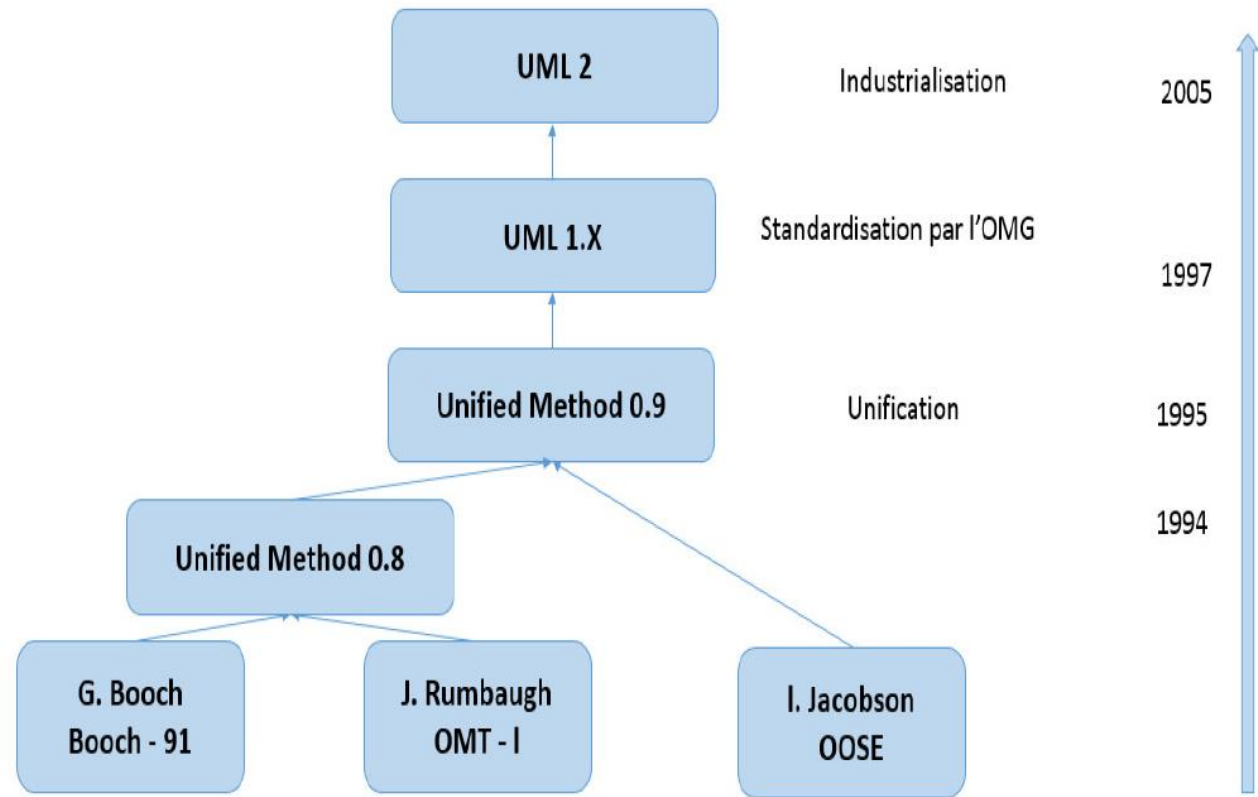 UML 2
Industrialisation
2005
UML 1.X
Standardisation par l'OMG
1997
Unified Method 0.9
Unification
1995
1994
Unified Method 0.8
G. Booch
Booch - 91
J. Rumbaugh
OMT - I
I. Jacobson
OOSE